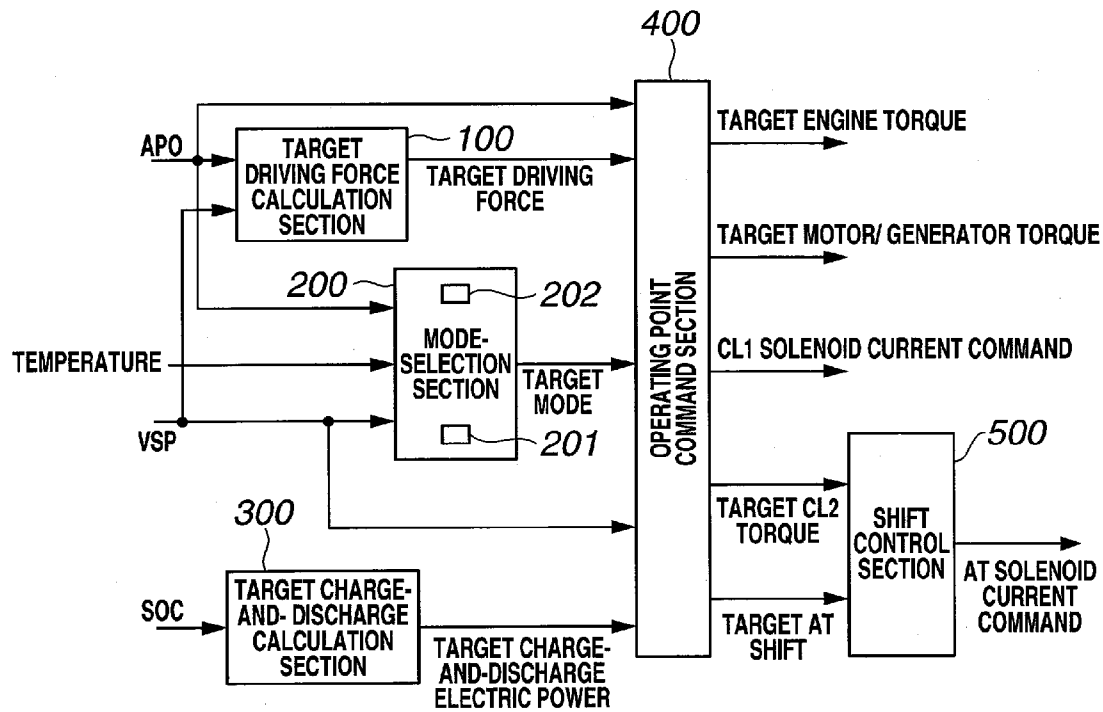 400
APO
TARGET
DRIVING FORCE
CALCULATION
SECTION
100
TARGET DRIVING
FORCE
TARGET ENGINE TORQUE
TARGET MOTOR/ GENERATOR TORQUE
200
202
MODE-
SELECTION
SECTION
201
TEMPERATURE
TARGET
MODE
VSP
OPERATING POINT
COMMAND SECTION
CL1 SOLENOID CURRENT COMMAND
500
TARGET CL2
TORQUE
SHIFT
CONTROL
SECTION
AT SOLENOID
CURRENT
COMMAND
TARGET AT
SHIFT
300
SOC
TARGET CHARGE-
AND- DISCHARGE
CALCULATION
SECTION
TARGET CHARGE-
AND-DISCHARGE
ELECTRIC POWER